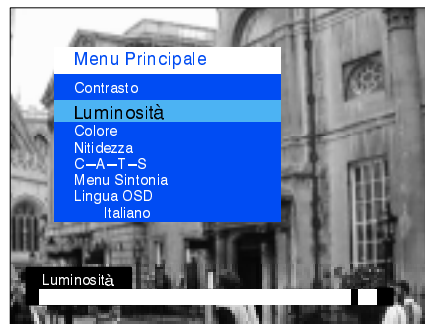 Menu Principale
Contrasto
Luminosità
Colore
Nitidezza
C–A–T–S
Menu Sintonia
Lingua OSD
Italiano
Luminosità